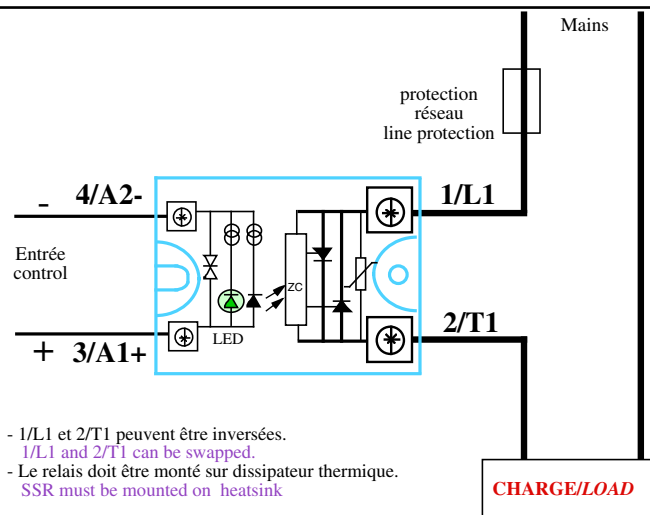 Mains
protection
réseau
line protection
- 4/A2-
1/L1
Entrée
control
ZC
LED
+ 3/A1+
2/T1
- 1/L1 et 2/T1 peuvent être inversées.
1/L1 and 2/T1 can be swapped.
- Le relais doit être monté sur dissipateur thermique.
SSR must be mounted on heatsink
CHARGE/LOAD